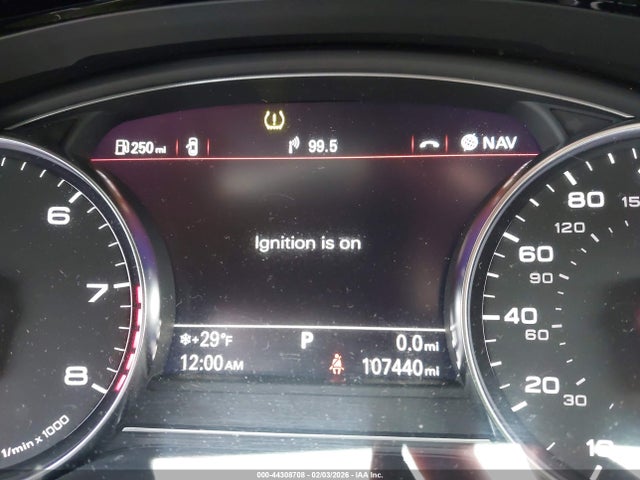 250 mi 99.5 NAV
Ignition is on
+29°F P 0.0 mi
12:00 AM 107440 mi
6
7
8
1/min x 1000
80
60
40
20
120
90
60
30
000-44308708 - 02/03/2026 - IAA Inc.